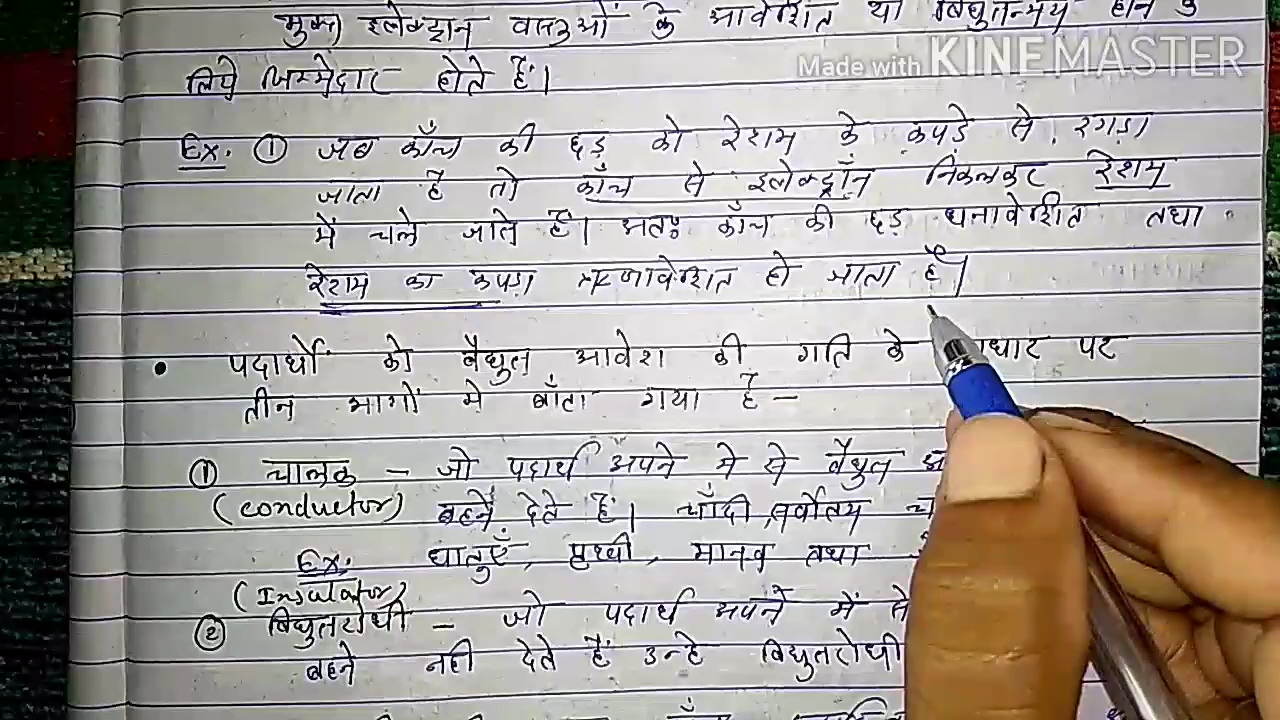 मुक्त इलेक्ट्रान वस्तुओं के आवेशित या विद्युतन्मय होने के
Made with KINEMASTER
लिये जिम्मेदार होते हैं।
Ex. ① जब काँच की छड़ को रेशम के कपड़े से रगड़ा
जाता है तो काँच से इलेक्ट्रॉन निकलकर रेशम
में चले जाते हैं। अतः काँच की छड़ धनावेशित तथा
रेशम का कपड़ा ऋणावेशित हो जाता है।
• पदार्थो को वैधुत आवेश की गति के पर
तीन भागों मे बाँटा गया है –
① चालक – जो पदार्थ अपने मे से वैधुत
(conductor) बहने देते हैं। चाँदी सर्वोतम
Ex. धातुएँ, पृथ्वी, मानव तथा
(Insulator)
② विधुतरोधी – जो पदार्थ अपने में से
बहने नही देते हैं उन्हे विधुतरोधी